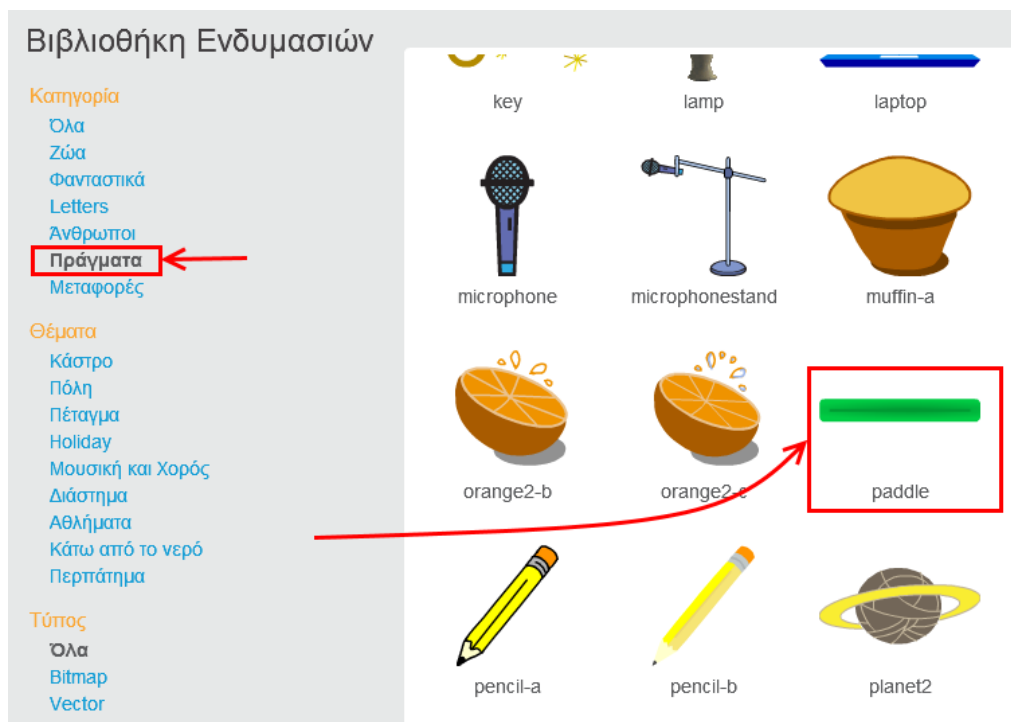 Βιβλιοθήκη Ενδυμασιών
Κατηγορία
Όλα
Ζώα
Φανταστικά
Letters
Άνθρωποι
Πράγματα
Μεταφορές
Θέματα
Κάστρο
Πόλη
Πέταγμα
Holiday
Μουσική και Χορός
Διάστημα
Αθλήματα
Κάτω από το νερό
Περπάτημα
Τύπος
Όλα
Bitmap
Vector
key lamp laptop
microphone microphonestand muffin-a
orange2-b orange2-c paddle
pencil-a pencil-b planet2